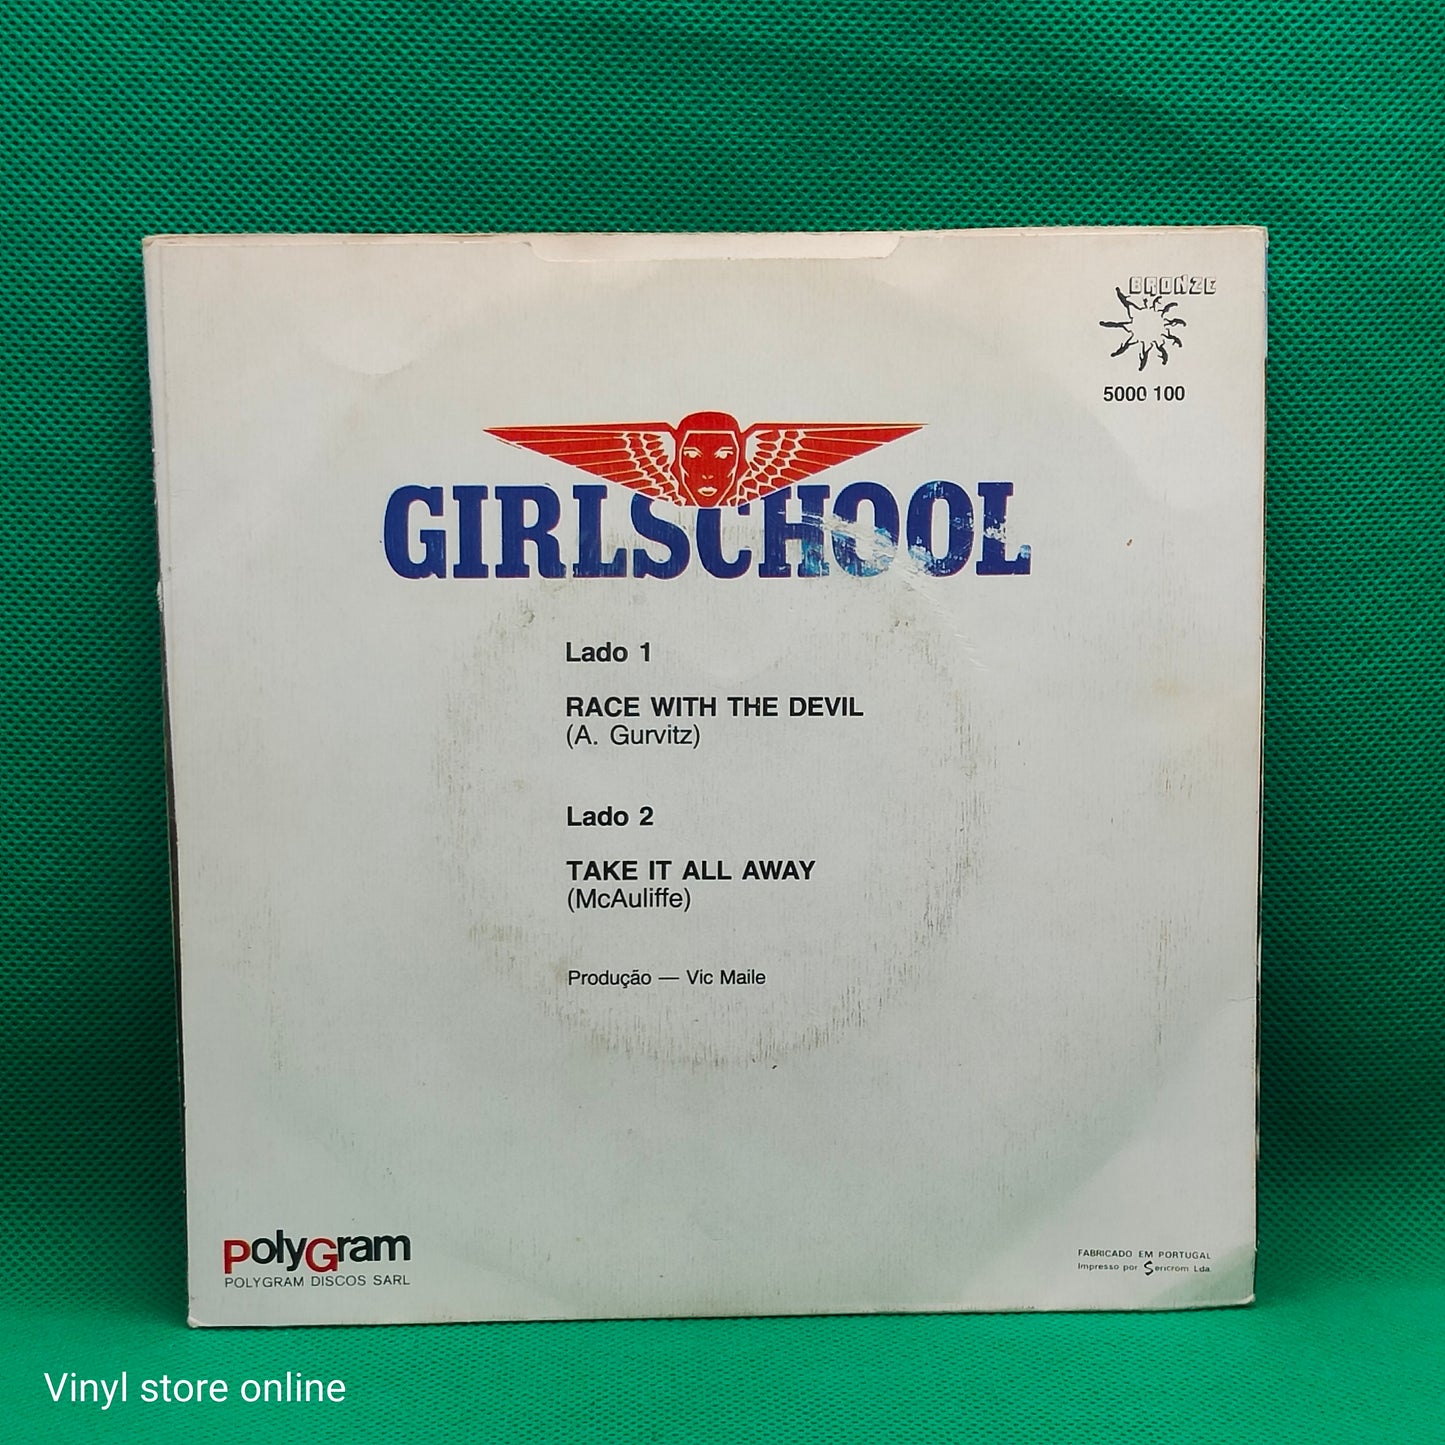 BRONZE
5000 100
GIRLSCHOOL
Lado 1
RACE WITH THE DEVIL
(A. Gurvitz)
Lado 2
TAKE IT ALL AWAY
(McAuliffe)
Produção — Vic Maile
PolyGram
POLYGRAM DISCOS SARL
FABRICADO EM PORTUGAL
Impresso por Sericrom Lda.
Vinyl store online